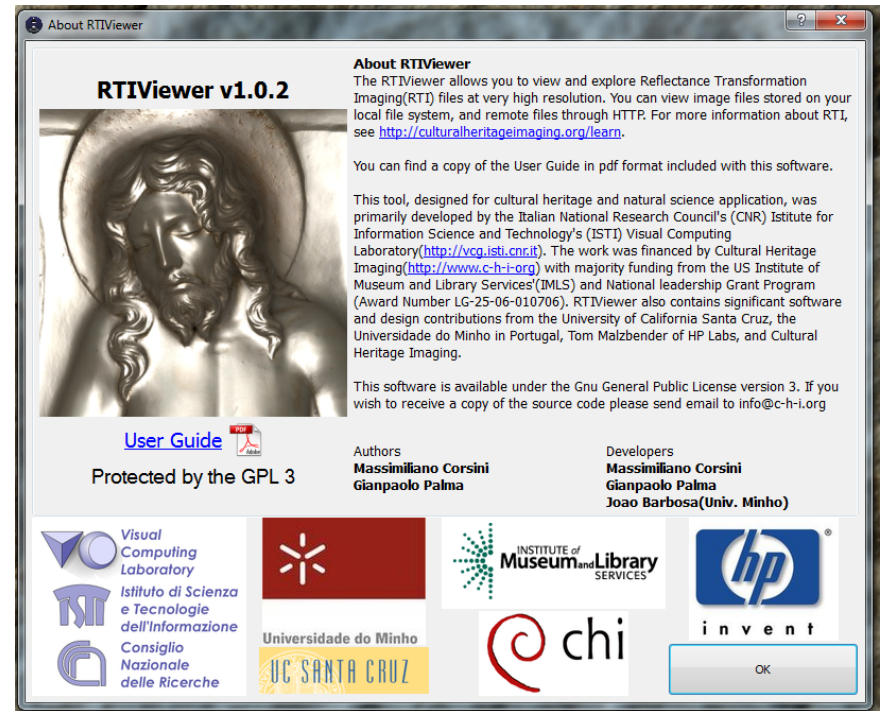 About RTIViewer
RTIViewer v1.0.2
About RTIViewer
The RTIViewer allows you to view and explore Reflectance Transformation
Imaging(RTI) files at very high resolution. You can view image files stored on your
local file system, and remote files through HTTP. For more information about RTI,
see http://culturalheritageimaging.org/learn.
You can find a copy of the User Guide in pdf format included with this software.
This tool, designed for cultural heritage and natural science application, was
primarily developed by the Italian National Research Council's (CNR) Istitute for
Information Science and Technology's (ISTI) Visual Computing
Laboratory(http://vcg.isti.cnr.it). The work was financed by Cultural Heritage
Imaging(http://www.c-h-i-org) with majority funding from the US Institute of
Museum and Library Services'(IMLS) and National leadership Grant Program
(Award Number LG-25-06-010706). RTIViewer also contains significant software
and design contributions from the University of California Santa Cruz, the
Universidade do Minho in Portugal, Tom Malzbender of HP Labs, and Cultural
Heritage Imaging.
This software is available under the Gnu General Public License version 3. If you
wish to receive a copy of the source code please send email to info@c-h-i.org
User Guide
PDF
Adobe
Protected by the GPL 3
Authors
Massimiliano Corsini
Gianpaolo Palma
Developers
Massimiliano Corsini
Gianpaolo Palma
Joao Barbosa(Univ. Minho)
Visual
Computing
Laboratory
ISTI
Istituto di Scienza
e Tecnologie
dell'Informazione
Consiglio
Nazionale
delle Ricerche
Universidade do Minho
UC SANTA CRUZ
INSTITUTE of
Museum and Library
SERVICES
chi
hp
®
invent
OK